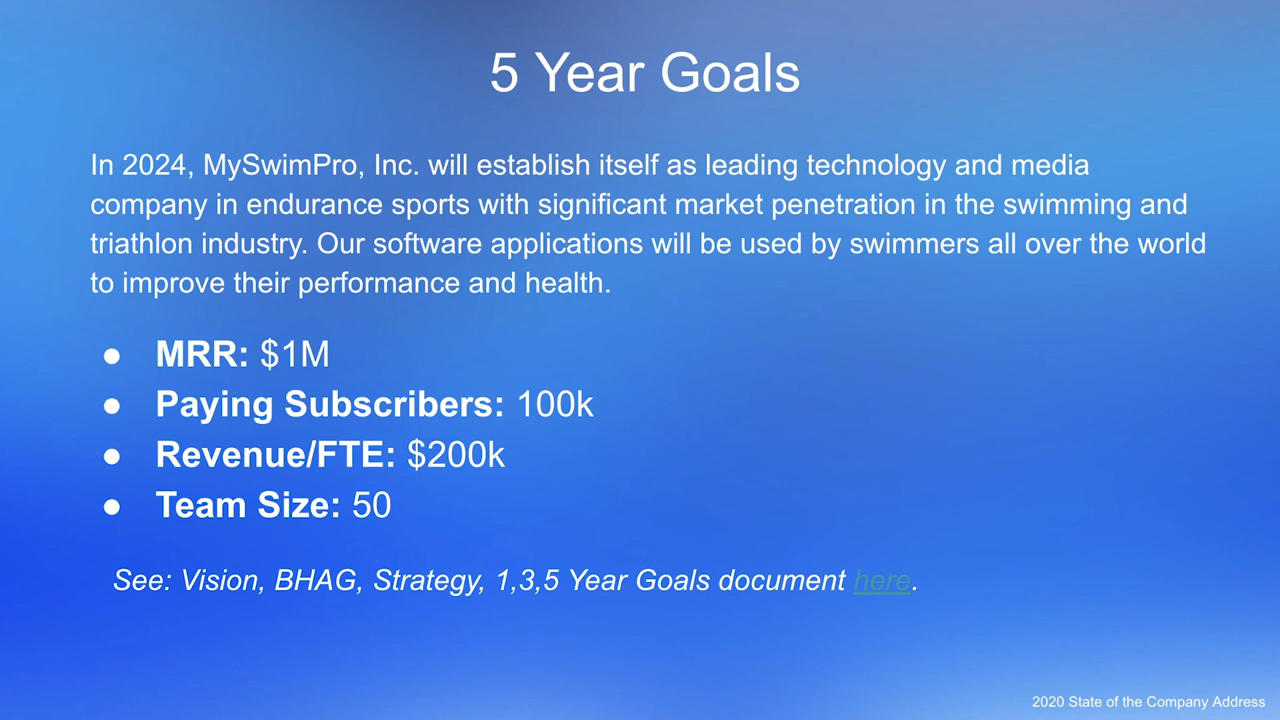 5 Year Goals
In 2024, MySwimPro, Inc. will establish itself as leading technology and media
company in endurance sports with significant market penetration in the swimming and
triathlon industry. Our software applications will be used by swimmers all over the world
to improve their performance and health.
● MRR: $1M
● Paying Subscribers: 100k
● Revenue/FTE: $200k
● Team Size: 50
See: Vision, BHAG, Strategy, 1,3,5 Year Goals document here.
2020 State of the Company Address